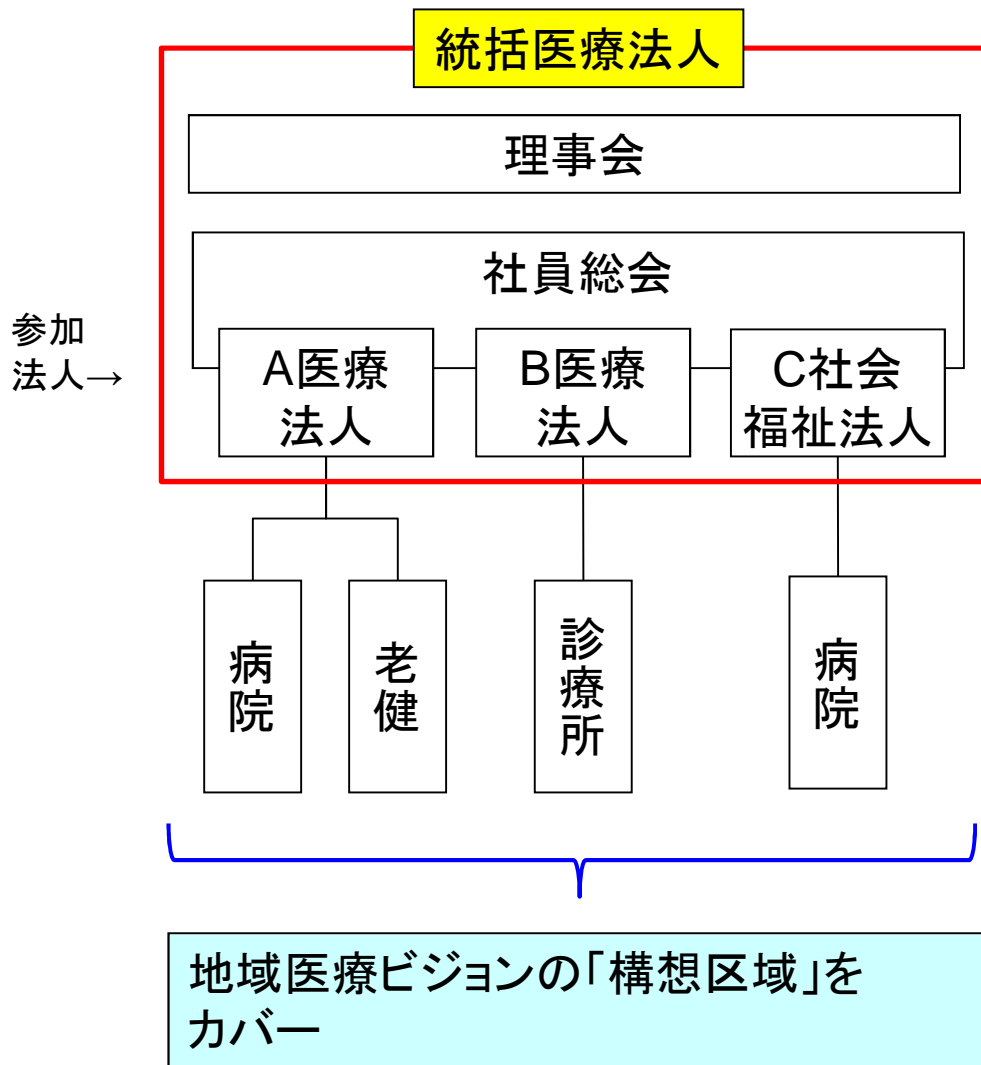 統括医療法人
理事会
社員総会
参加
法人→
A医療
法人
B医療
法人
C社会
福祉法人
病院
老健
診療所
病院
地域医療ビジョンの「構想区域」を
カバー